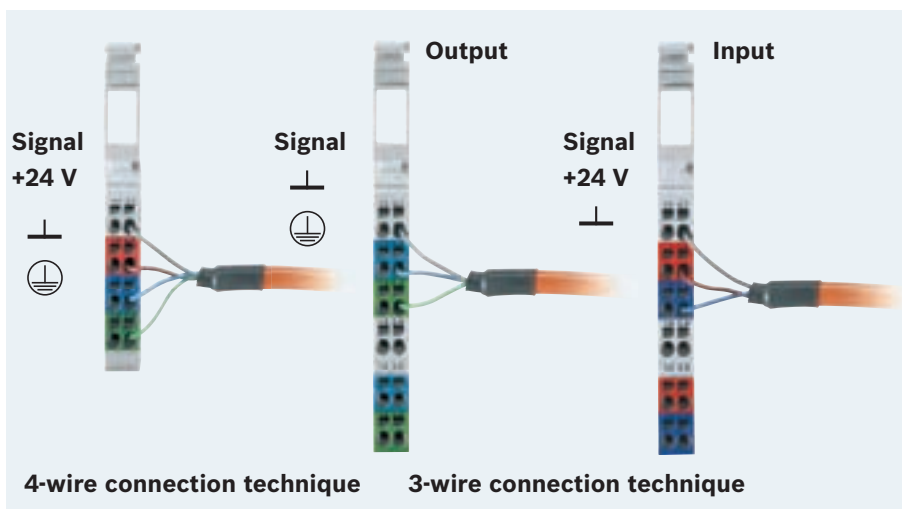 Output
Input
Signal
+24 V
Signal
Signal
+24 V
4-wire connection technique
3-wire connection technique